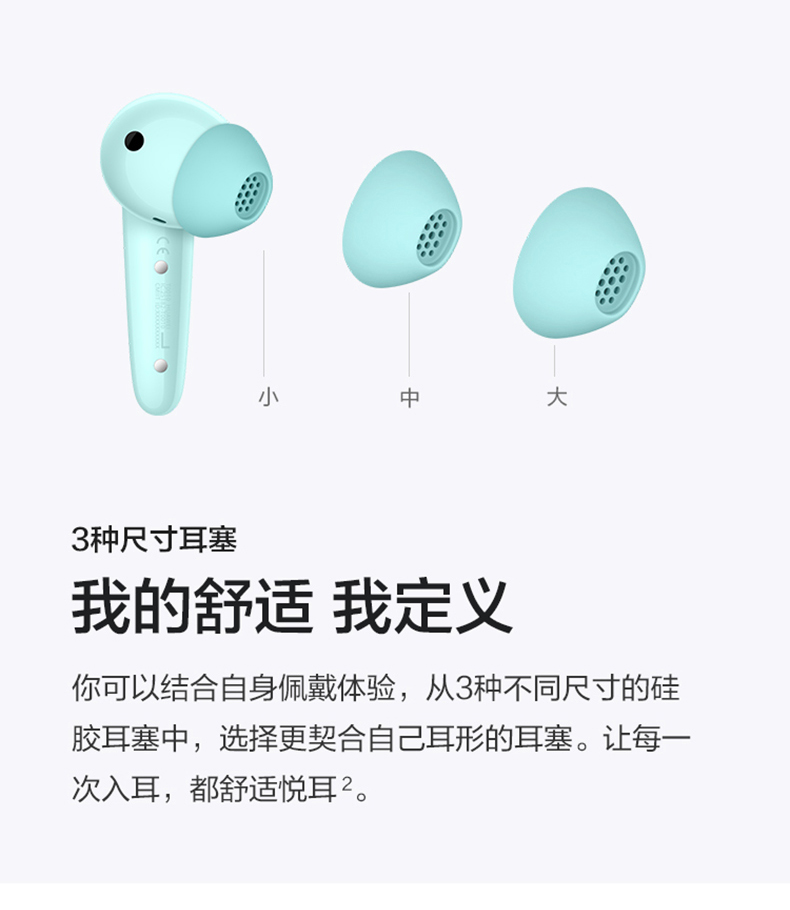 小
中
大
3种尺寸耳塞
我的舒适 我定义
你可以结合自身佩戴体验，从3种不同尺寸的硅
胶耳塞中，选择更契合自己耳形的耳塞。让每一
次入耳，都舒适悦耳²。